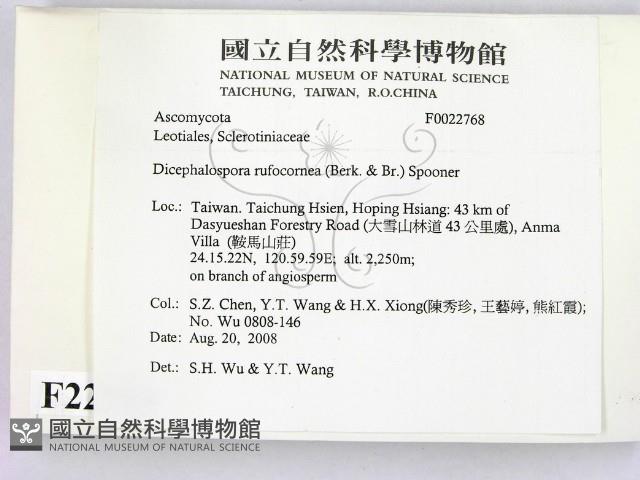 國立自然科學博物館
NATIONAL MUSEUM OF NATURAL SCIENCE
TAICHUNG, TAIWAN, R.O.CHINA
Ascomycota F0022768
Leotiales, Sclerotiniaceae
Dicephalospora rufocornea (Berk. & Br.) Spooner
Loc.: Taiwan. Taichung Hsien, Hoping Hsiang: 43 km of
Dasyueshan Forestry Road (大雪山林道 43 公里處), Anma
Villa (鞍馬山莊)
24.15.22N, 120.59.59E; alt. 2,250m;
on branch of angiosperm
Col.: S.Z. Chen, Y.T. Wang & H.X. Xiong(陳秀珍, 王藝婷, 熊紅霞);
No. Wu 0808-146
Date: Aug. 20, 2008
Det.: S.H. Wu & Y.T. Wang
F22
國立自然科學博物館
NATIONAL MUSEUM OF NATURAL SCIENCE